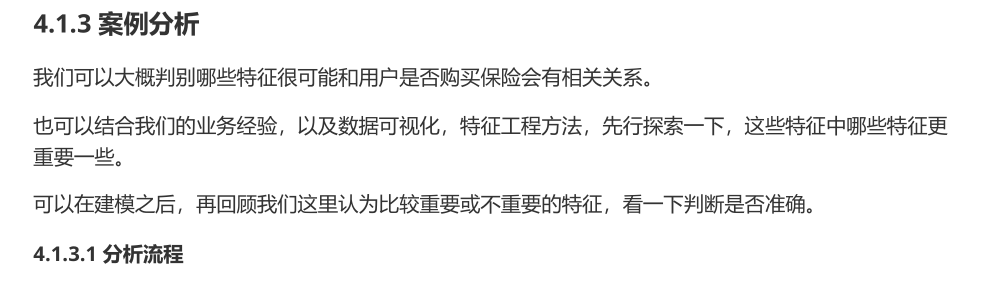 4.1.3 案例分析
我们可以大概判别哪些特征很可能和用户是否购买保险会有相关关系。
也可以结合我们的业务经验，以及数据可视化，特征工程方法，先行探索一下，这些特征中哪些特征更
重要一些。
可以在建模之后，再回顾我们这里认为比较重要或不重要的特征，看一下判断是否准确。
4.1.3.1 分析流程